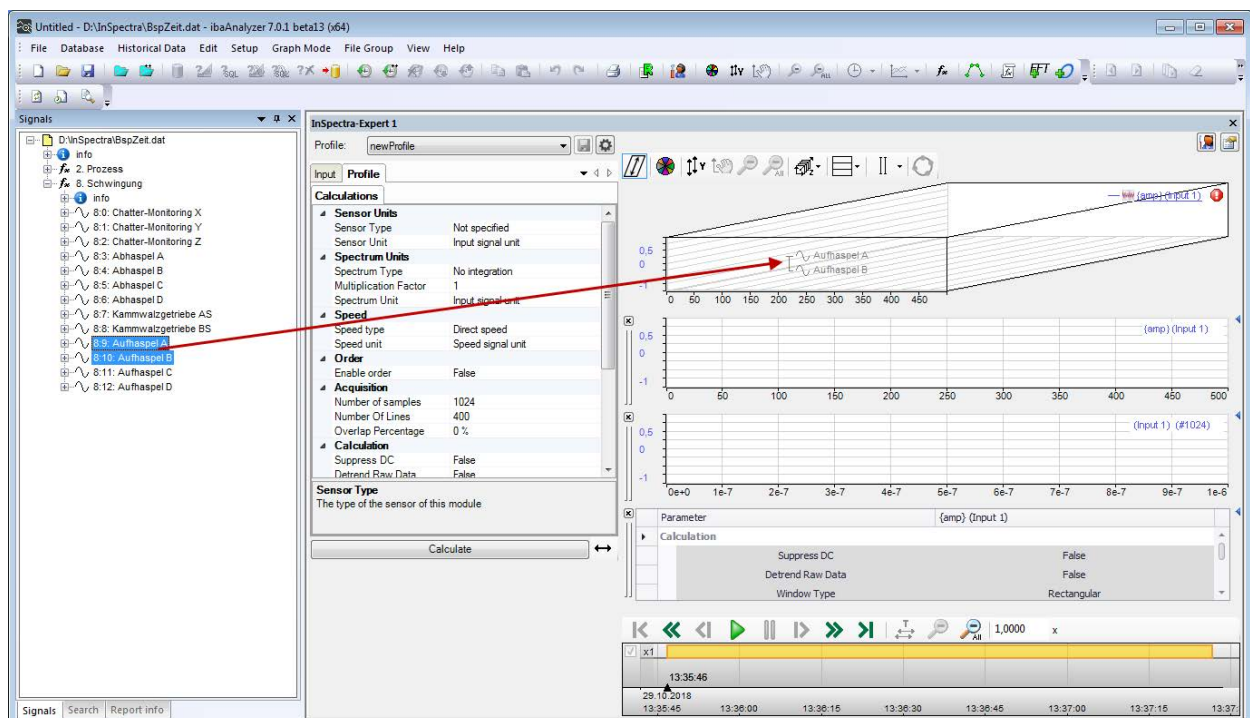 Untitled - D:\InSpectra\BspZeit.dat - ibaAnalyzer 7.0.1 beta13 (x64)
File Database Historical Data Edit Setup Graph Mode File Group View Help
Signals
D:\InSpectra\BspZeit.dat
info
2. Prozess
8. Schwingung
info
8:0: Chatter-Monitoring X
8:1: Chatter-Monitoring Y
8:2: Chatter-Monitoring Z
8:3: Abhaspel A
8:4: Abhaspel B
8:5: Abhaspel C
8:6: Abhaspel D
8:7: Kammwalzgetriebe AS
8:8: Kammwalzgetriebe BS
8:9: Aufhaspel A
8:10: Aufhaspel B
8:11: Aufhaspel C
8:12: Aufhaspel D
Signals Search Report info
InSpectra-Expert 1
Profile: newProfile
Input Profile
Calculations
Sensor Units
Sensor Type Not specified
Sensor Unit Input signal unit
Spectrum Units
Spectrum Type No integration
Multiplication Factor 1
Spectrum Unit Input signal unit
Speed
Speed type Direct speed
Speed unit Speed signal unit
Order
Enable order False
Acquisition
Number of samples 1024
Number Of Lines 400
Overlap Percentage 0 %
Calculation
Suppress DC False
Detrend Raw Data False
Sensor Type
The type of the sensor of this module
Calculate
{amp} (Input 1)
0,5
0
-1
Aufhaspel A
Aufhaspel B
0 50 100 150 200 250 300 350 400 450
{amp} (Input 1)
0,5
0
-1
0 50 100 150 200 250 300 350 400 450 500
(Input 1) (#1024)
0,5
0
-1
0e+0 1e-7 2e-7 3e-7 4e-7 5e-7 6e-7 7e-7 8e-7 9e-7 1e-6
Parameter {amp} (Input 1)
Calculation
Suppress DC False
Detrend Raw Data False
Window Type Rectangular
1,0000 x
x1
13:35:46
29.10.2018
13:35:45 13:36:00 13:36:15 13:36:30 13:36:45 13:37:00 13:37:15 13:37: